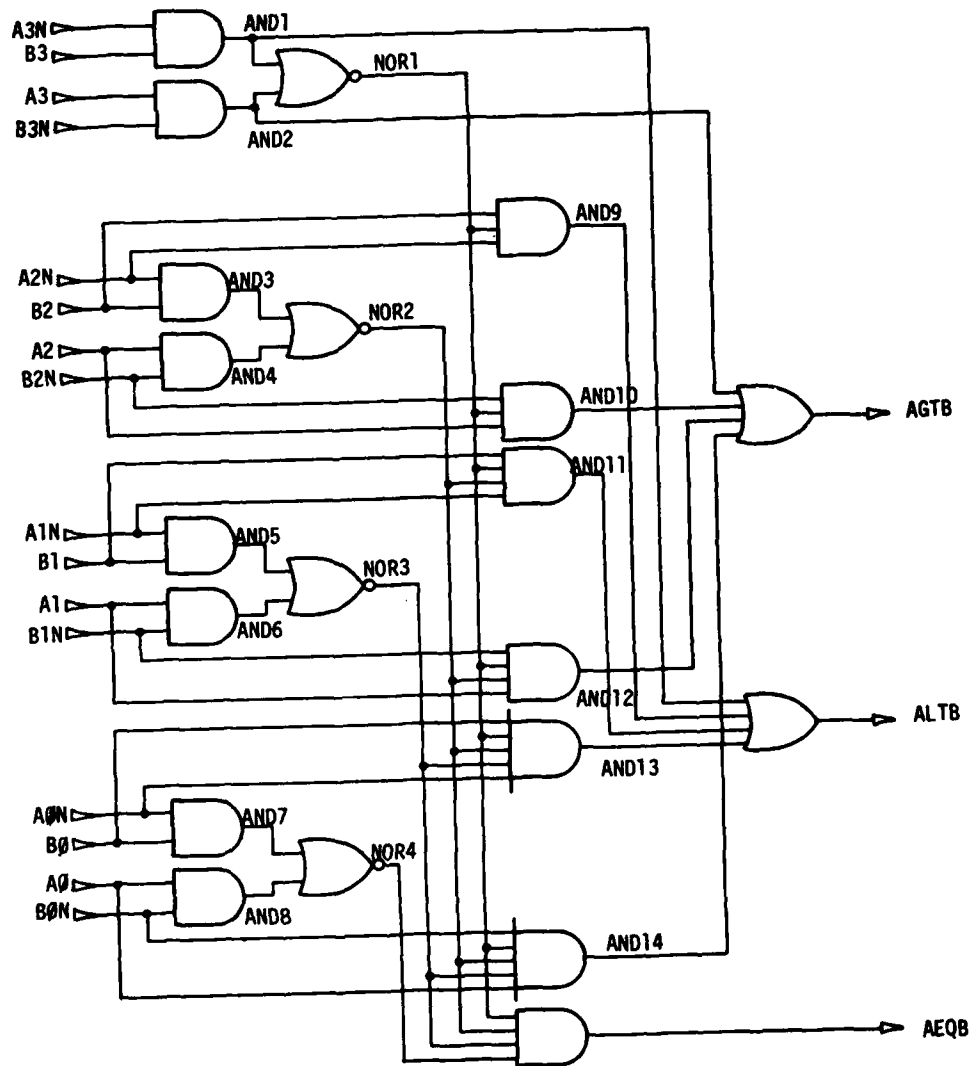 A3N
AND1
B3
NOR1
A3
B3N
AND2
AND9
A2N
AND3
B2
NOR2
A2
B2N
AND4
AND10
AGTB
AND11
A1N
AND5
B1
NOR3
A1
B1N
AND6
AND12
ALTB
AND13
AØN
AND7
BØ
NOR4
AØ
BØN
AND8
AND14
AEQB